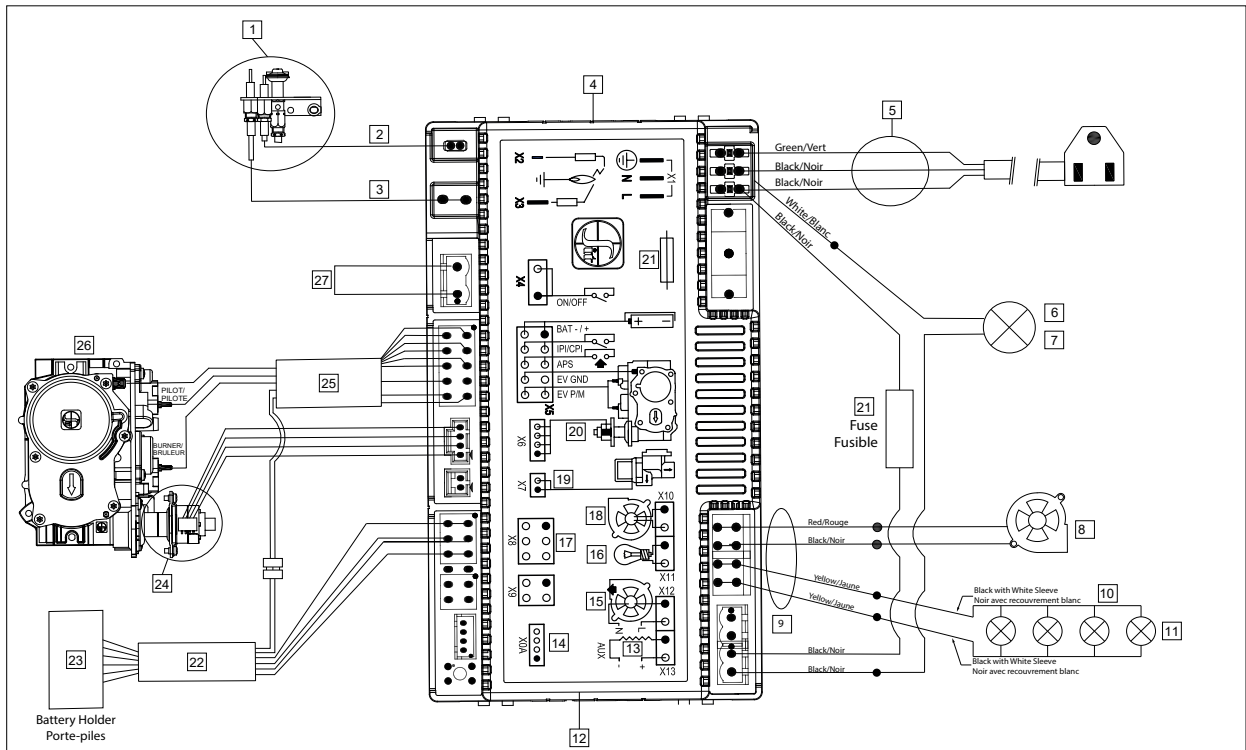 1
4
2
5
Green/Vert
Black/Noir
Black/Noir
X2
X1
N
L
3
X3
White/Blanc
Black/Noir
21
27
X4
ON/OFF
6
7
BAT - / +
+ −
IPI/CPI
APS
EV GND
EV P/M
X5
26
25
PILOT/
PILOTE
BURNER/
BRULEUR
20
X6
21
Fuse
Fusible
19
X7
X10
18
Red/Rouge
Black/Noir
8
24
X8
17
16
X11
X9
X12
15
Yellow/Jaune
Yellow/Jaune
Black with White Sleeve
Noir avec recouvrement blanc
10
11
9
N
L
14
X0A
13
AUX
- +
X13
Black with White Sleeve
Noir avec recouvrement blanc
Black/Noir
Black/Noir
23
22
Battery Holder
Porte-piles
12